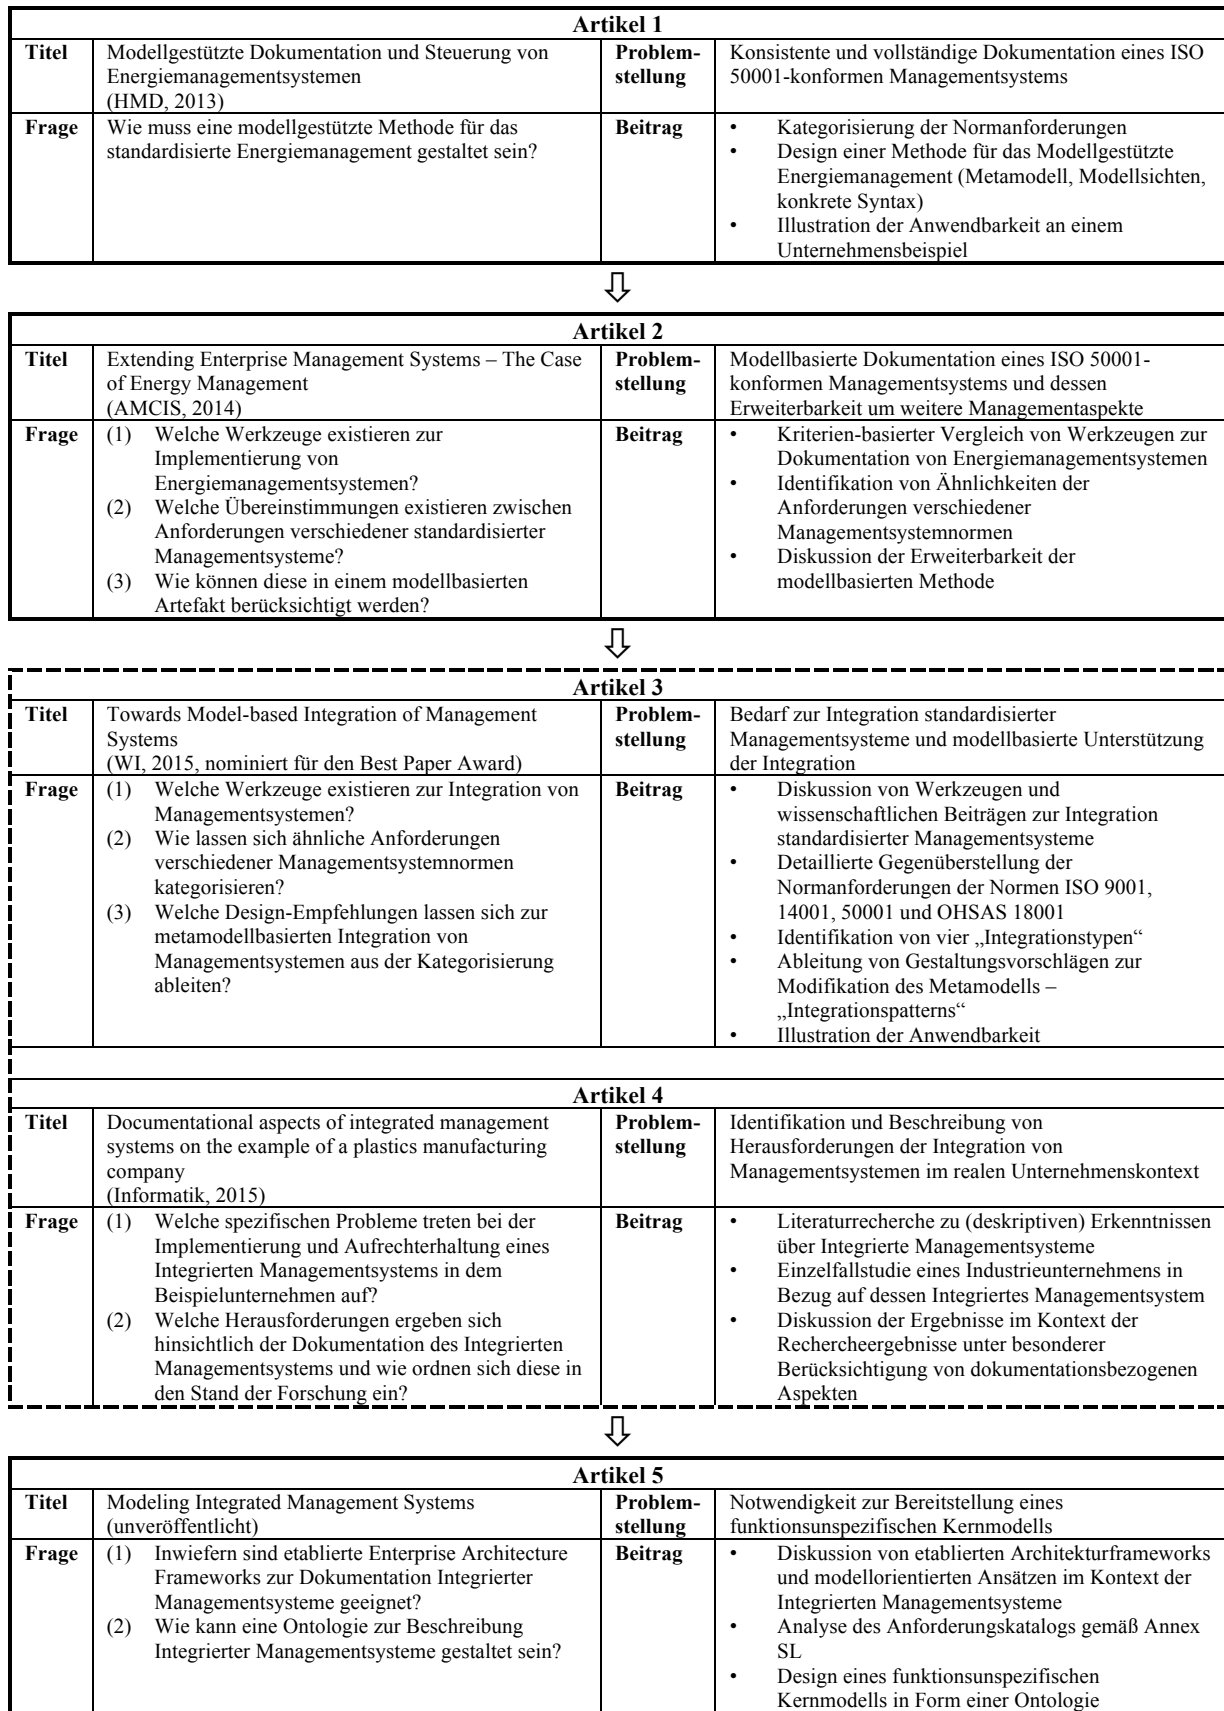 Artikel 1
Titel
Modellgestützte Dokumentation und Steuerung von
Energiemanagementsystemen
(HMD, 2013)
Problem-
stellung
Konsistente und vollständige Dokumentation eines ISO
50001-konformen Managementsystems
Frage
Wie muss eine modellgestützte Methode für das
standardisierte Energiemanagement gestaltet sein?
Beitrag
• Kategorisierung der Normanforderungen
• Design einer Methode für das Modellgestützte
Energiemanagement (Metamodell, Modellsichten,
konkrete Syntax)
• Illustration der Anwendbarkeit an einem
Unternehmensbeispiel
Artikel 2
Titel
Extending Enterprise Management Systems – The Case
of Energy Management
(AMCIS, 2014)
Problem-
stellung
Modellbasierte Dokumentation eines ISO 50001-
konformen Managementsystems und dessen
Erweiterbarkeit um weitere Managementaspekte
Frage
(1) Welche Werkzeuge existieren zur
Implementierung von
Energiemanagementsystemen?
(2) Welche Übereinstimmungen existieren zwischen
Anforderungen verschiedener standardisierter
Managementsysteme?
(3) Wie können diese in einem modellbasierten
Artefakt berücksichtigt werden?
Beitrag
• Kriterien-basierter Vergleich von Werkzeugen zur
Dokumentation von Energiemanagementsystemen
• Identifikation von Ähnlichkeiten der
Anforderungen verschiedener
Managementsystemnormen
• Diskussion der Erweiterbarkeit der
modellbasierten Methode
Artikel 3
Titel
Towards Model-based Integration of Management
Systems
(WI, 2015, nominiert für den Best Paper Award)
Problem-
stellung
Bedarf zur Integration standardisierter
Managementsysteme und modellbasierte Unterstützung
der Integration
Frage
(1) Welche Werkzeuge existieren zur Integration von
Managementsystemen?
(2) Wie lassen sich ähnliche Anforderungen
verschiedener Managementsystemnormen
kategorisieren?
(3) Welche Design-Empfehlungen lassen sich zur
metamodellbasierten Integration von
Managementsystemen aus der Kategorisierung
ableiten?
Beitrag
• Diskussion von Werkzeugen und
wissenschaftlichen Beiträgen zur Integration
standardisierter Managementsysteme
• Detaillierte Gegenüberstellung der
Normanforderungen der Normen ISO 9001,
14001, 50001 und OHSAS 18001
• Identifikation von vier „Integrationstypen“
• Ableitung von Gestaltungsvorschlägen zur
Modifikation des Metamodells –
„Integrationspatterns“
• Illustration der Anwendbarkeit
Artikel 4
Titel
Documentational aspects of integrated management
systems on the example of a plastics manufacturing
company
(Informatik, 2015)
Problem-
stellung
Identifikation und Beschreibung von
Herausforderungen der Integration von
Managementsystemen im realen Unternehmenskontext
Frage
(1) Welche spezifischen Probleme treten bei der
Implementierung und Aufrechterhaltung eines
Integrierten Managementsystems in dem
Beispielunternehmen auf?
(2) Welche Herausforderungen ergeben sich
hinsichtlich der Dokumentation des Integrierten
Managementsystems und wie ordnen sich diese in
den Stand der Forschung ein?
Beitrag
• Literaturrecherche zu (deskriptiven) Erkenntnissen
über Integrierte Managementsysteme
• Einzelfallstudie eines Industrieunternehmens in
Bezug auf dessen Integriertes Managementsystem
• Diskussion der Ergebnisse im Kontext der
Rechercheergebnisse unter besonderer
Berücksichtigung von dokumentationsbezogenen
Aspekten
Artikel 5
Titel
Modeling Integrated Management Systems
(unveröffentlicht)
Problem-
stellung
Notwendigkeit zur Bereitstellung eines
funktionsunspezifischen Kernmodells
Frage
(1) Inwiefern sind etablierte Enterprise Architecture
Frameworks zur Dokumentation Integrierter
Managementsysteme geeignet?
(2) Wie kann eine Ontologie zur Beschreibung
Integrierter Managementsysteme gestaltet sein?
Beitrag
• Diskussion von etablierten Architekturframeworks
und modellorientierten Ansätzen im Kontext der
Integrierten Managementsysteme
• Analyse des Anforderungskatalogs gemäß Annex
SL
• Design eines funktionsunspezifischen
Kernmodells in Form einer Ontologie